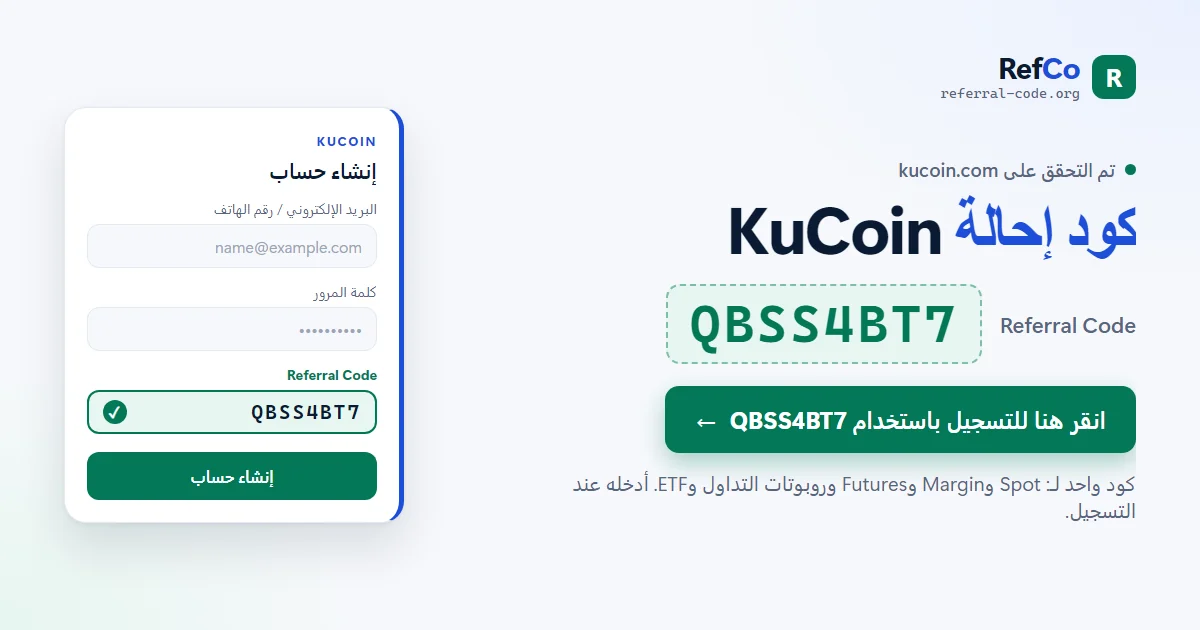 RefCo
R
referral-code.org
تم التحقق على kucoin.com
كود إحالة KuCoin
Referral Code
QBSS4BT7
انقر هنا للتسجيل باستخدام QBSS4BT7 ←
كود واحد لـ: Spot وMargin وFutures وروبوتات التداول وETF. أدخله عند
التسجيل.
KUCOIN
إنشاء حساب
البريد الإلكتروني / رقم الهاتف
name@example.com
كلمة المرور
••••••••••
Referral Code
QBSS4BT7
إنشاء حساب